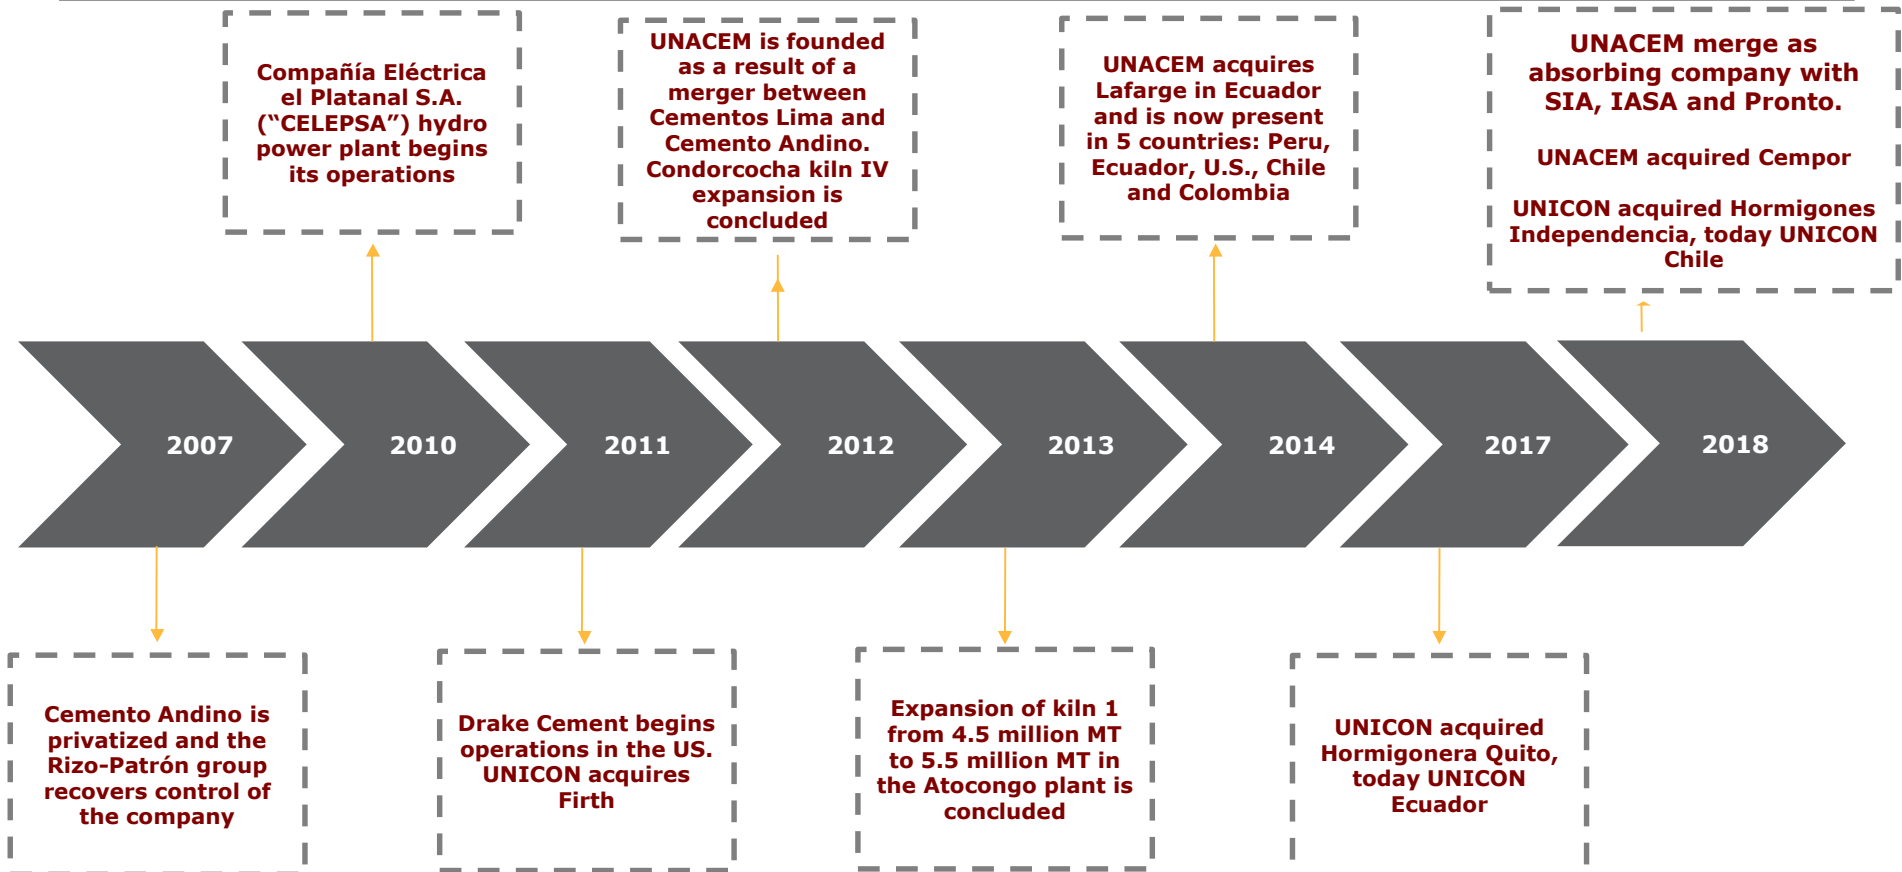 Compañía Eléctrica
el Platanal S.A.
(“CELEPSA”) hydro
power plant begins
its operations
UNACEM is founded
as a result of a
merger between
Cementos Lima and
Cemento Andino.
Condorcocha kiln IV
expansion is
concluded
UNACEM acquires
Lafarge in Ecuador
and is now present
in 5 countries: Peru,
Ecuador, U.S., Chile
and Colombia
UNACEM merge as
absorbing company with
SIA, IASA and Pronto.
UNACEM acquired Cempor
UNICON acquired Hormigones
Independencia, today UNICON
Chile
2007
2010
2011
2012
2013
2014
2017
2018
Cemento Andino is
privatized and the
Rizo-Patrón group
recovers control of
the company
Drake Cement begins
operations in the US.
UNICON acquires
Firth
Expansion of kiln 1
from 4.5 million MT
to 5.5 million MT in
the Atocongo plant is
concluded
UNICON acquired
Hormigonera Quito,
today UNICON
Ecuador